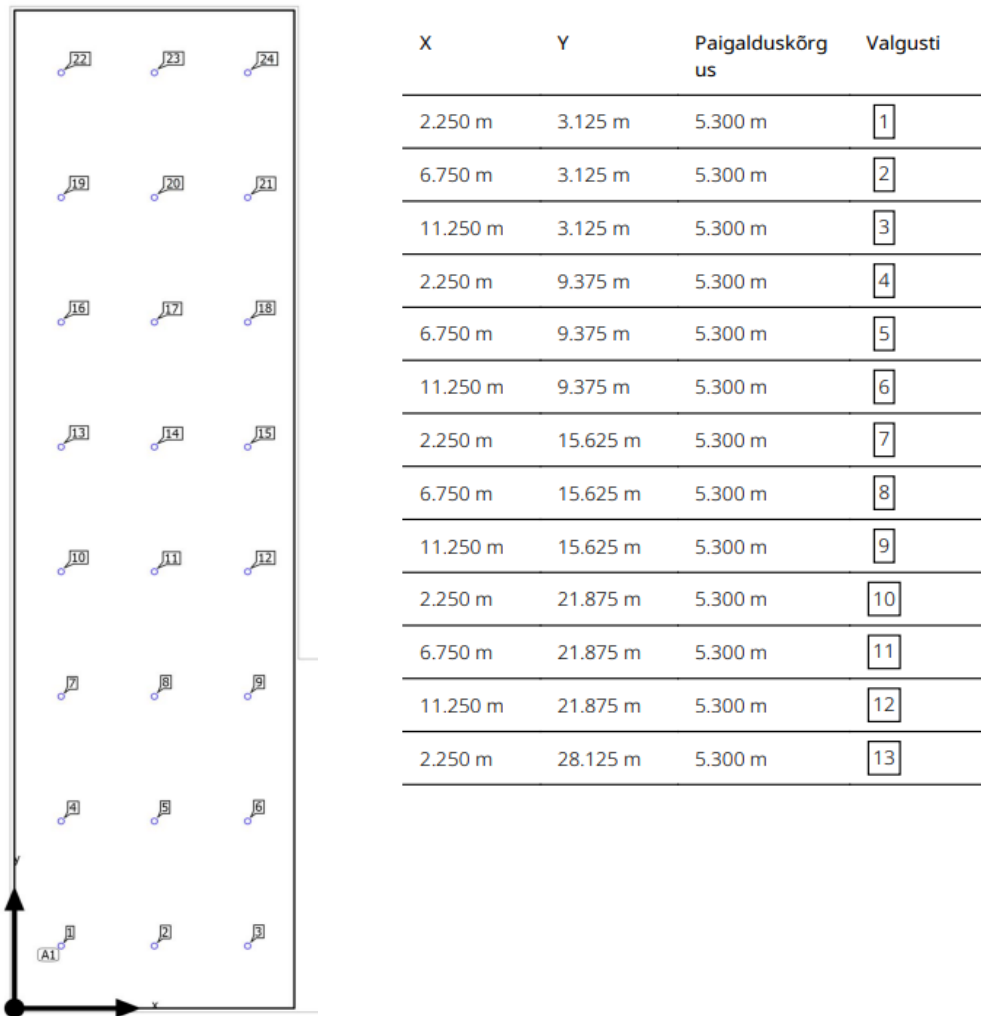 22 23 24
19 20 21
16 17 18
13 14 15
10 11 12
7 8 9
4 5 6
y
1 2 3
A1
x
X Y Paigalduskõrg Valgusti
us
2.250 m 3.125 m 5.300 m 1
6.750 m 3.125 m 5.300 m 2
11.250 m 3.125 m 5.300 m 3
2.250 m 9.375 m 5.300 m 4
6.750 m 9.375 m 5.300 m 5
11.250 m 9.375 m 5.300 m 6
2.250 m 15.625 m 5.300 m 7
6.750 m 15.625 m 5.300 m 8
11.250 m 15.625 m 5.300 m 9
2.250 m 21.875 m 5.300 m 10
6.750 m 21.875 m 5.300 m 11
11.250 m 21.875 m 5.300 m 12
2.250 m 28.125 m 5.300 m 13